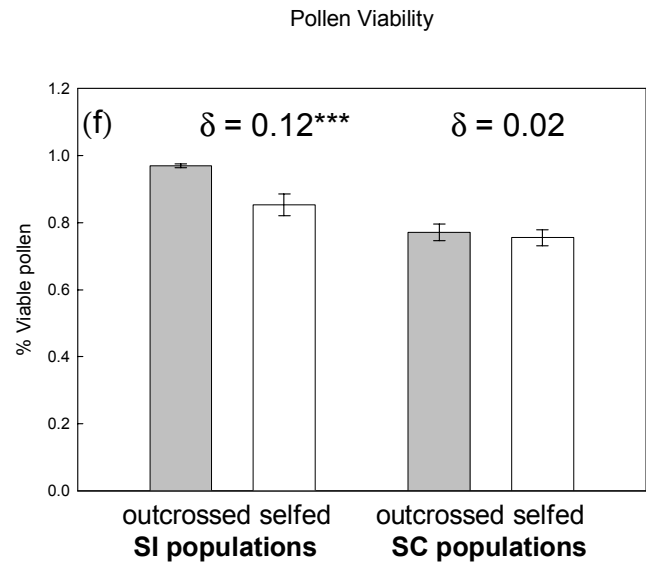 Pollen Viability
(f)
δ = 0.12*** δ = 0.02
1.2
1.0
0.8
0.6
0.4
0.2
0.0
% Viable pollen
outcrossed selfed outcrossed selfed
SI populations SC populations